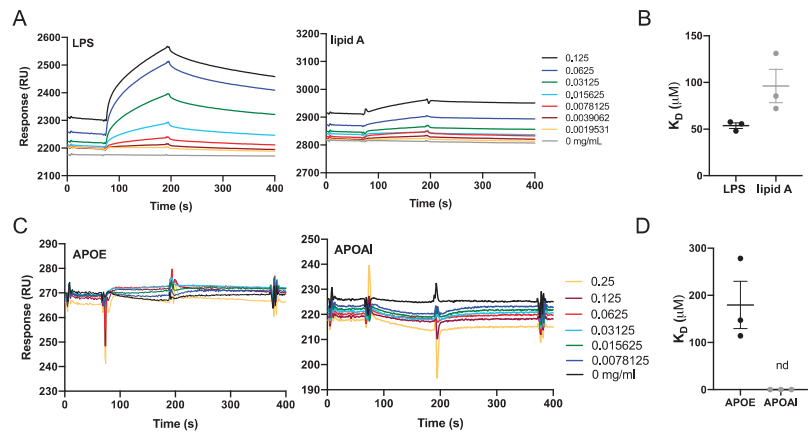 A
B
LPS
lipid A
Response (RU)
2600
2500
2400
2300
2200
2100
0 100 200 300 400
Time (s)
3000
2900
2800
2700
0 100 200 300 400
Time (s)
0.125
0.0625
0.03125
0.015625
0.0078125
0.0039062
0.0019531
0 mg/mL
K_D (μM)
150
100
50
0
LPS lipid A
C
D
APOE
APOAI
Response (RU)
290
280
270
260
250
240
230
0 100 200 300 400
Time (s)
250
240
230
220
210
200
190
0 100 200 300 400
Time (s)
0.25
0.125
0.0625
0.03125
0.015625
0.0078125
0 mg/ml
K_D (μM)
300
200
100
0
nd
APOE APOAI